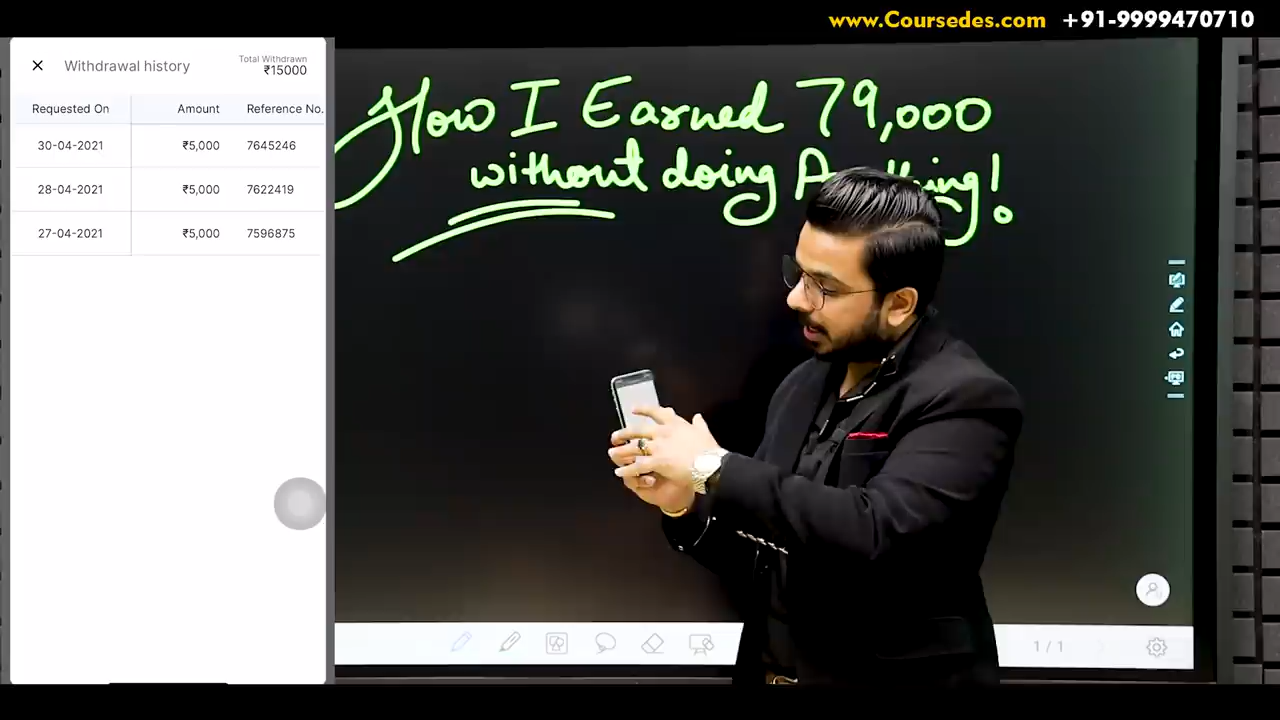 www.Coursedes.com +91-9999470710
Withdrawal history
Total Withdrawn
₹15000
Requested On Amount Reference No.
30-04-2021 ₹5,000 7645246
28-04-2021 ₹5,000 7622419
27-04-2021 ₹5,000 7596875
How I Earned 79,000
without doing
1 / 1